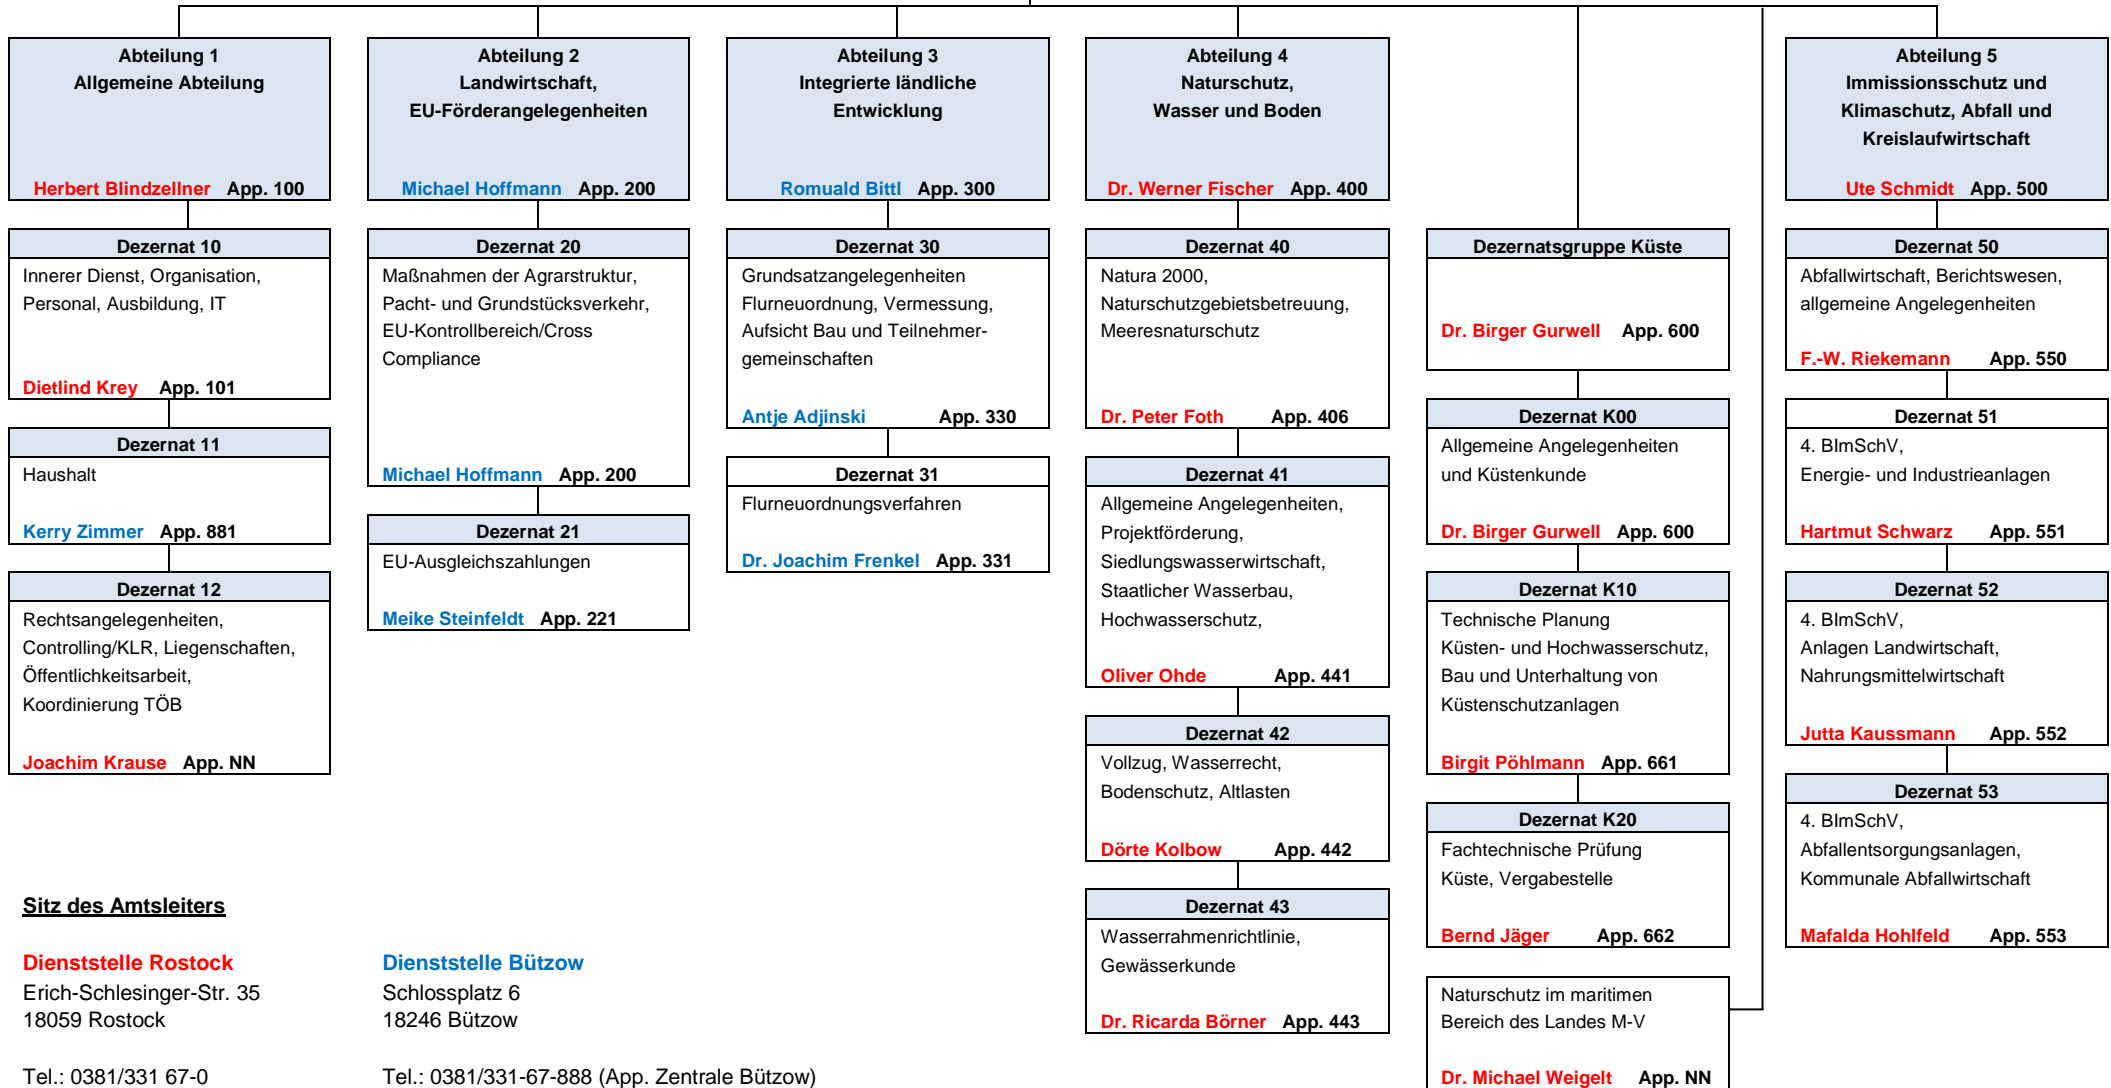 Abteilung 1
Allgemeine Abteilung
Herbert Blindzellner App. 100
Dezernat 10
Innerer Dienst, Organisation,
Personal, Ausbildung, IT
Dietlind Krey App. 101
Dezernat 11
Haushalt
Kerry Zimmer App. 881
Dezernat 12
Rechtsangelegenheiten,
Controlling/KLR, Liegenschaften,
Öffentlichkeitsarbeit,
Koordinierung TÖB
Joachim Krause App. NN
Abteilung 2
Landwirtschaft,
EU-Förderangelegenheiten
Michael Hoffmann App. 200
Dezernat 20
Maßnahmen der Agrarstruktur,
Pacht- und Grundstücksverkehr,
EU-Kontrollbereich/Cross
Compliance
Michael Hoffmann App. 200
Dezernat 21
EU-Ausgleichszahlungen
Meike Steinfeldt App. 221
Abteilung 3
Integrierte ländliche
Entwicklung
Romuald Bittl App. 300
Dezernat 30
Grundsatzangelegenheiten
Flurneuordnung, Vermessung,
Aufsicht Bau und Teilnehmer-
gemeinschaften
Antje Adjinski App. 330
Dezernat 31
Flurneuordnungsverfahren
Dr. Joachim Frenkel App. 331
Abteilung 4
Naturschutz,
Wasser und Boden
Dr. Werner Fischer App. 400
Dezernat 40
Natura 2000,
Naturschutzgebietsbetreuung,
Meeresnaturschutz
Dr. Peter Foth App. 406
Dezernat 41
Allgemeine Angelegenheiten,
Projektförderung,
Siedlungswasserwirtschaft,
Staatlicher Wasserbau,
Hochwasserschutz,
Oliver Ohde App. 441
Dezernat 42
Vollzug, Wasserrecht,
Bodenschutz, Altlasten
Dörte Kolbow App. 442
Dezernat 43
Wasserrahmenrichtlinie,
Gewässerkunde
Dr. Ricarda Börner App. 443
Dezernatsgruppe Küste
Dr. Birger Gurwell App. 600
Dezernat K00
Allgemeine Angelegenheiten
und Küstenkunde
Dr. Birger Gurwell App. 600
Dezernat K10
Technische Planung
Küsten- und Hochwasserschutz,
Bau und Unterhaltung von
Küstenschutzanlagen
Birgit Pöhlmann App. 661
Dezernat K20
Fachtechnische Prüfung
Küste, Vergabestelle
Bernd Jäger App. 662
Naturschutz im maritimen
Bereich des Landes M-V
Dr. Michael Weigelt App. NN
Abteilung 5
Immissionsschutz und
Klimaschutz, Abfall und
Kreislaufwirtschaft
Ute Schmidt App. 500
Dezernat 50
Abfallwirtschaft, Berichtswesen,
allgemeine Angelegenheiten
F.-W. Riekemann App. 550
Dezernat 51
4. BImSchV,
Energie- und Industrieanlagen
Hartmut Schwarz App. 551
Dezernat 52
4. BImSchV,
Anlagen Landwirtschaft,
Nahrungsmittelwirtschaft
Jutta Kaussmann App. 552
Dezernat 53
4. BImSchV,
Abfallentsorgungsanlagen,
Kommunale Abfallwirtschaft
Mafalda Hohlfeld App. 553
Sitz des Amtsleiters
Dienststelle Rostock
Erich-Schlesinger-Str. 35
18059 Rostock
Tel.: 0381/331 67-0
Dienststelle Bützow
Schlossplatz 6
18246 Bützow
Tel.: 0381/331-67-888 (App. Zentrale Bützow)